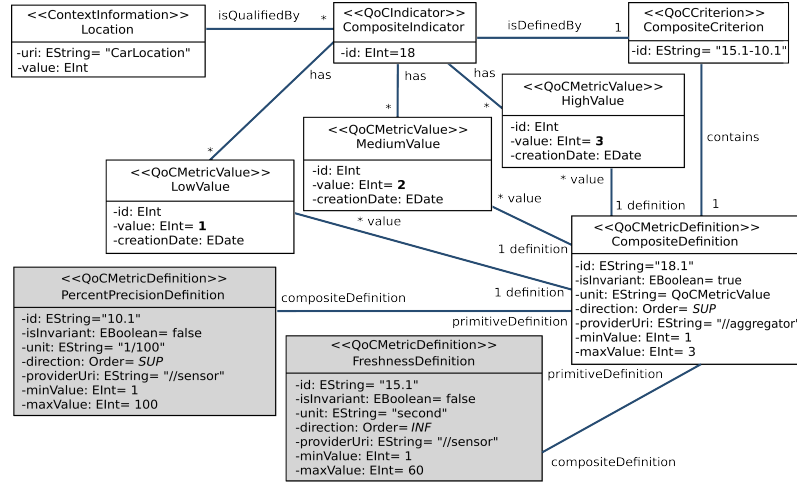 <<ContextInformation>>
Location
-uri: EString= "CarLocation"
-value: EInt
isQualifiedBy
*
<<QoCIndicator>>
CompositeIndicator
-id: EInt=18
isDefinedBy
1
<<QoCCriterion>>
CompositeCriterion
-id: EString= "15.1-10.1"
has
*
has
*
has
*
contains
1
<<QoCMetricValue>>
HighValue
-id: EInt
-value: EInt= 3
-creationDate: EDate
<<QoCMetricValue>>
MediumValue
-id: EInt
-value: EInt= 2
-creationDate: EDate
<<QoCMetricValue>>
LowValue
-id: EInt
-value: EInt= 1
-creationDate: EDate
* value
1 definition
* value
1 definition
* value
1 definition
<<QoCMetricDefinition>>
CompositeDefinition
-id: EString="18.1"
-isInvariant: EBoolean= true
-unit: EString= QoCMetricValue
-direction: Order= SUP
-providerUri: EString= "//aggregator"
-minValue: EInt= 1
-maxValue: EInt= 3
<<QoCMetricDefinition>>
PercentPrecisionDefinition
-id: EString="10.1"
-isInvariant: EBoolean= false
-unit: EString= "1/100"
-direction: Order= SUP
-providerUri: EString= "//sensor"
-minValue: EInt= 1
-maxValue: EInt= 100
compositeDefinition
primitiveDefinition
<<QoCMetricDefinition>>
FreshnessDefinition
-id: EString= "15.1"
-isInvariant: EBoolean= false
-unit: EString= "second"
-direction: Order= INF
-providerUri: EString= "//sensor"
-minValue: EInt= 1
-maxValue: EInt= 60
primitiveDefinition
compositeDefinition